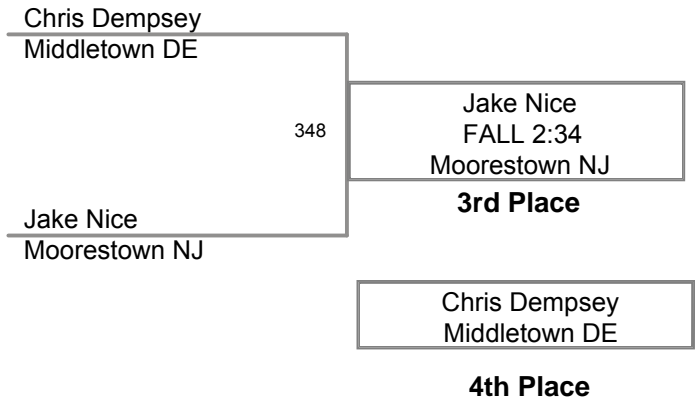 Chris Dempsey
Middletown DE
348
Jake Nice
FALL 2:34
Moorestown NJ
3rd Place
Jake Nice
Moorestown NJ
Chris Dempsey
Middletown DE
4th Place